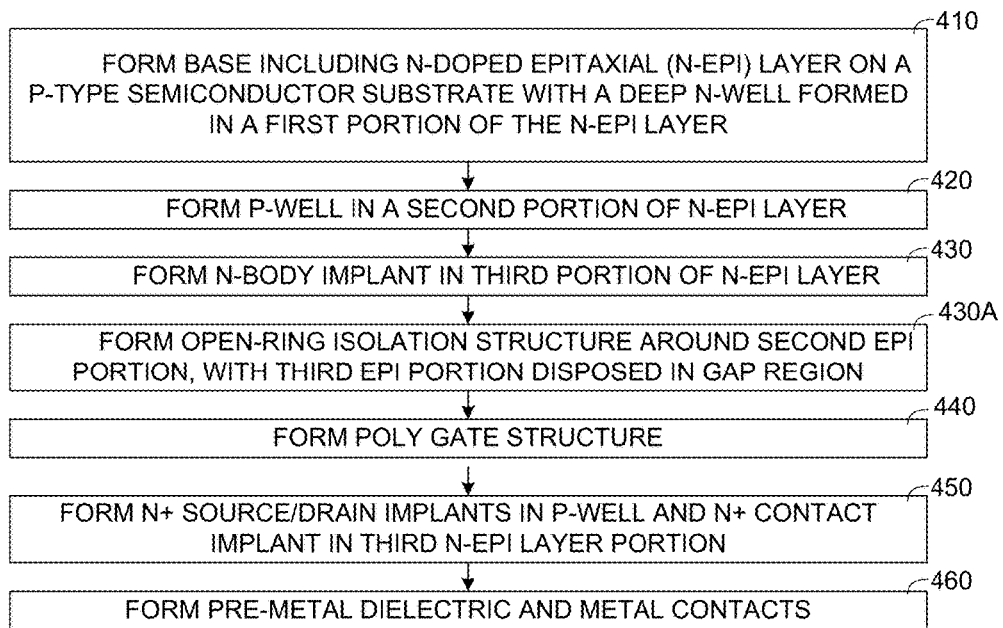 410
FORM BASE INCLUDING N-DOPED EPITAXIAL (N-EPI) LAYER ON A
P-TYPE SEMICONDUCTOR SUBSTRATE WITH A DEEP N-WELL FORMED
IN A FIRST PORTION OF THE N-EPI LAYER
420
FORM P-WELL IN A SECOND PORTION OF N-EPI LAYER
430
FORM N-BODY IMPLANT IN THIRD PORTION OF N-EPI LAYER
430A
FORM OPEN-RING ISOLATION STRUCTURE AROUND SECOND EPI
PORTION, WITH THIRD EPI PORTION DISPOSED IN GAP REGION
440
FORM POLY GATE STRUCTURE
450
FORM N+ SOURCE/DRAIN IMPLANTS IN P-WELL AND N+ CONTACT
IMPLANT IN THIRD N-EPI LAYER PORTION
460
FORM PRE-METAL DIELECTRIC AND METAL CONTACTS